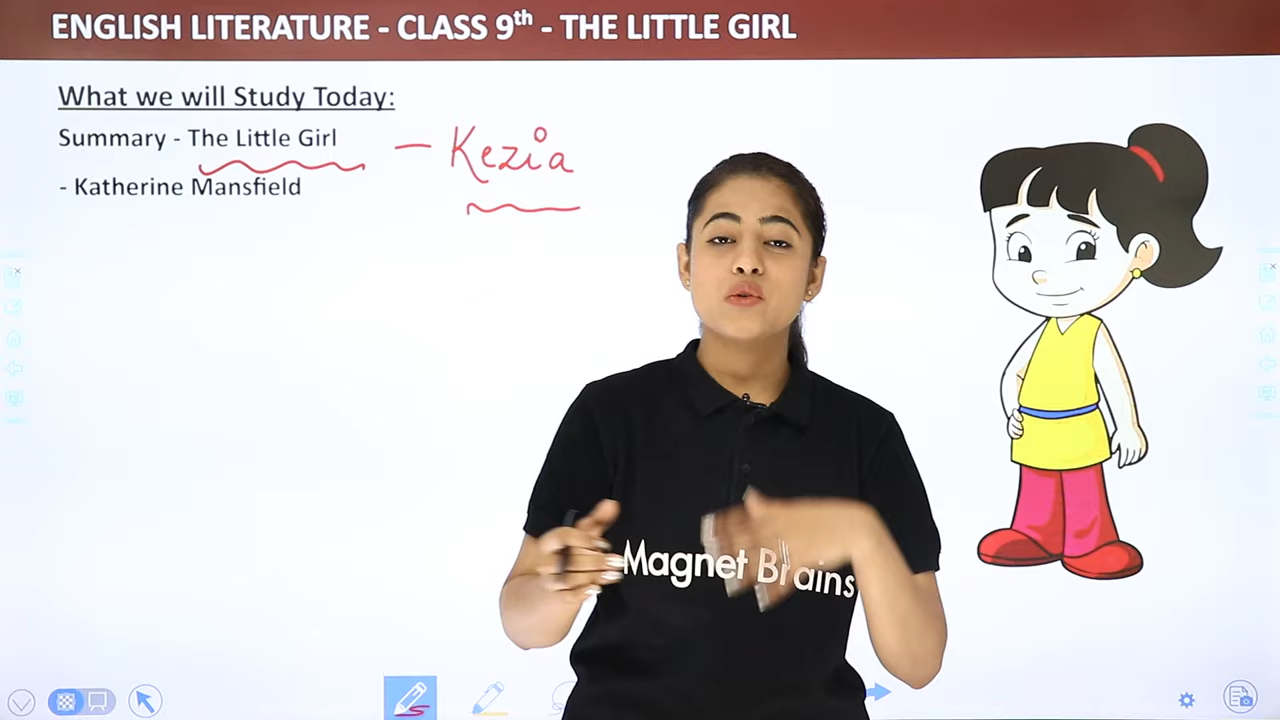 ENGLISH LITERATURE - CLASS 9th - THE LITTLE GIRL
What we will Study Today:
Summary - The Little Girl - Kezia
- Katherine Mansfield
Magnet Brains